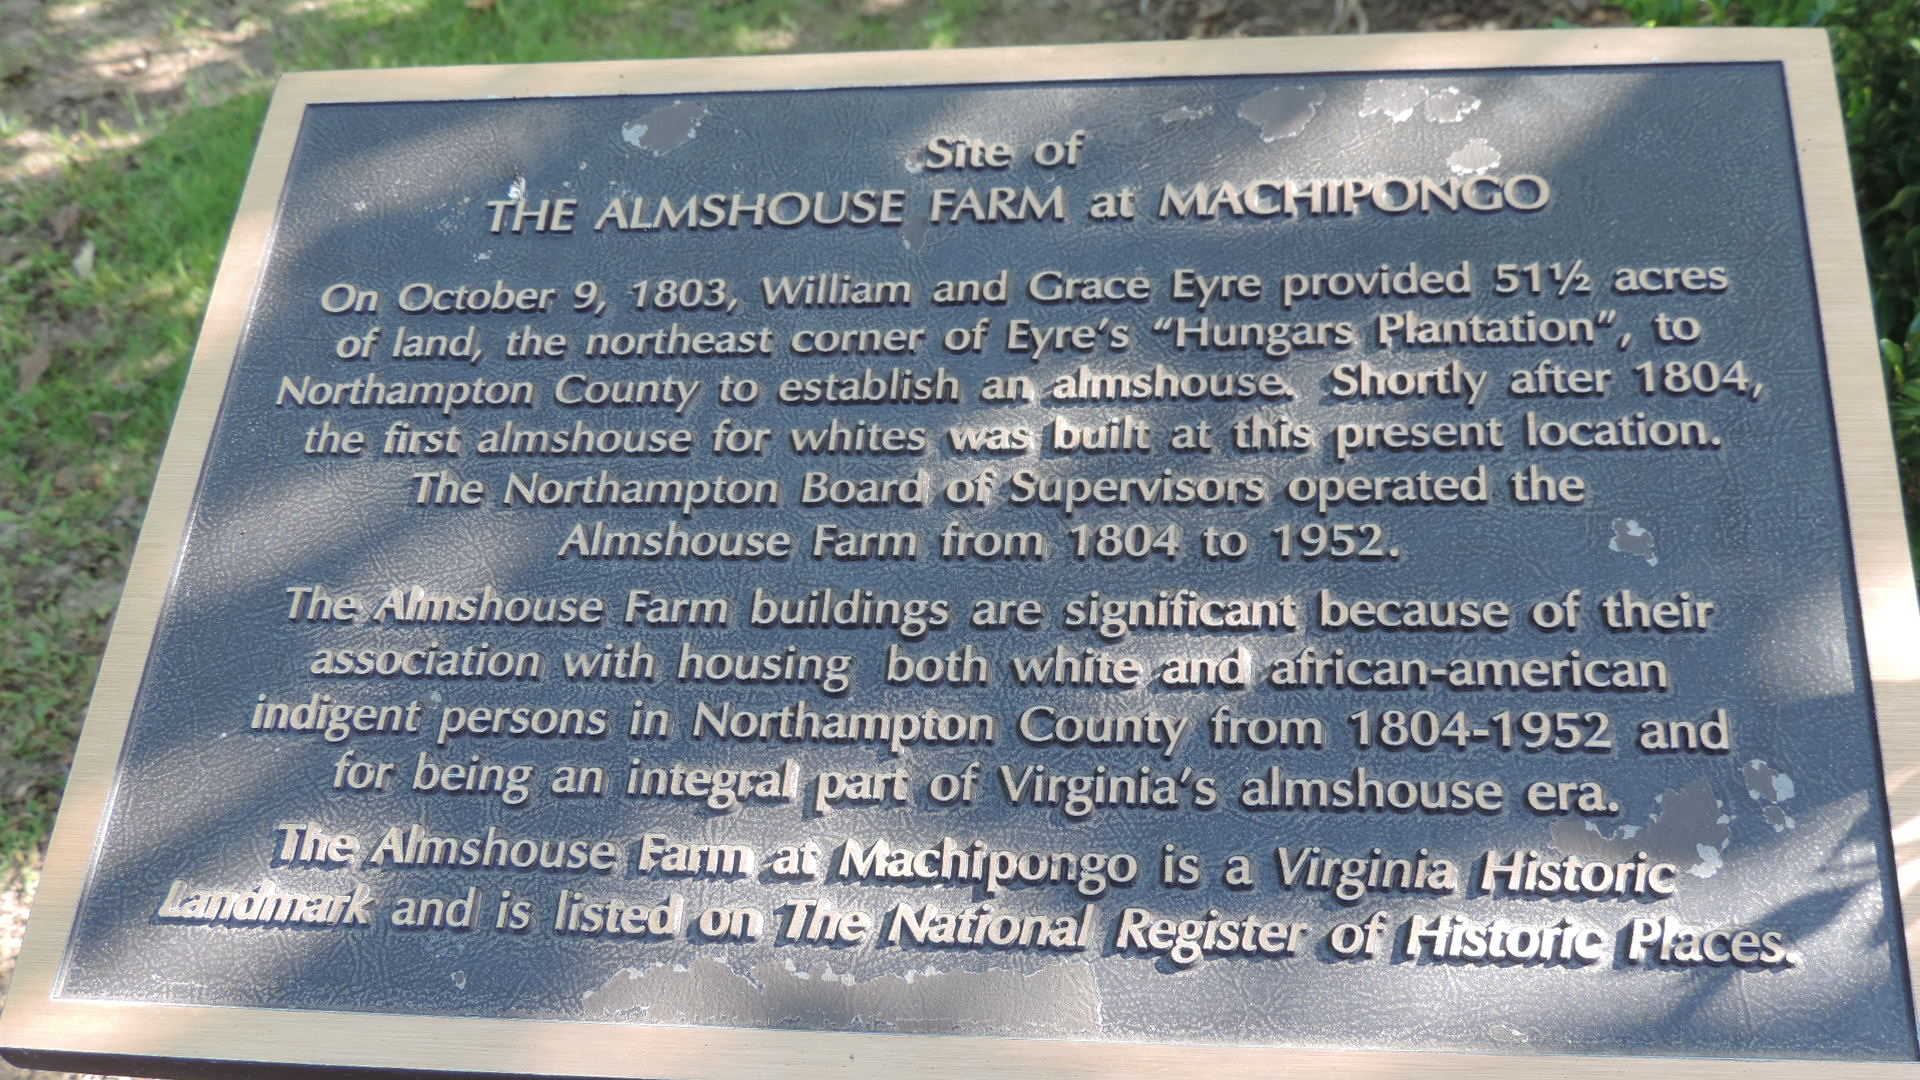 Site of
THE ALMSHOUSE FARM at MACHIPONGO
On October 9, 1803, William and Grace Eyre provided 51½ acres
of land, the northeast corner of Eyre's “Hungars Plantation”, to
Northampton County to establish an almshouse. Shortly after 1804,
the first almshouse for whites was built at this present location.
The Northampton Board of Supervisors operated the
Almshouse Farm from 1804 to 1952.
The Almshouse Farm buildings are significant because of their
association with housing both white and african-american
indigent persons in Northampton County from 1804-1952 and
for being an integral part of Virginia's almshouse era.
The Almshouse Farm at Machipongo is a Virginia Historic
Landmark and is listed on The National Register of Historic Places.